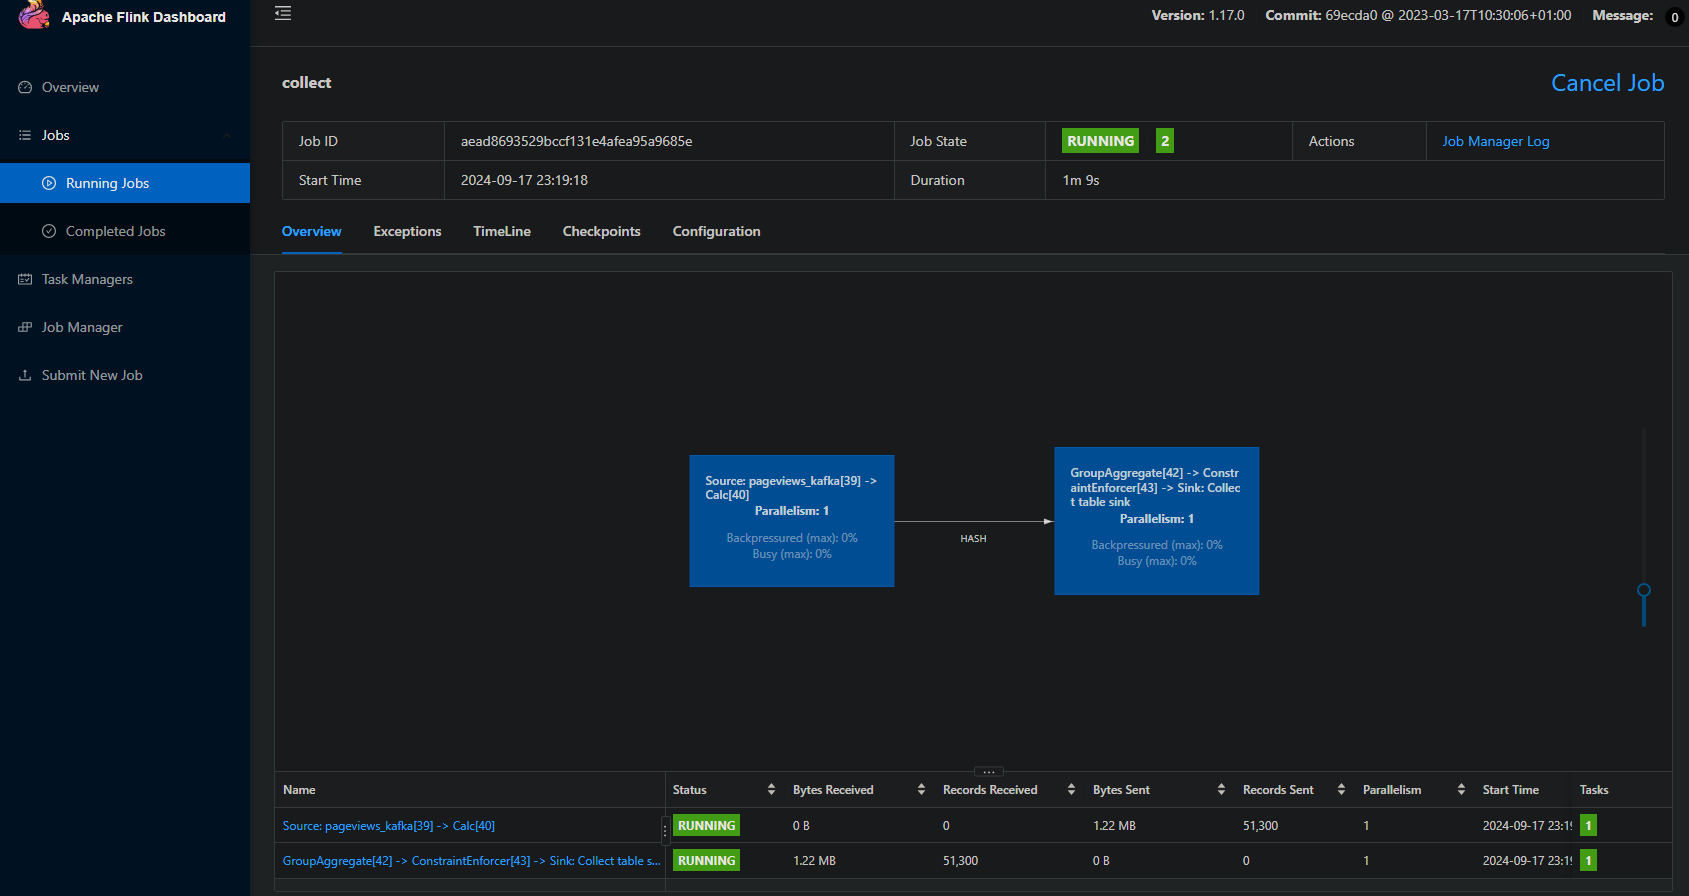 Apache Flink Dashboard
Version: 1.17.0 Commit: 69ecda0 @ 2023-03-17T10:30:06+01:00 Message: 0
Overview
Jobs
Running Jobs
Completed Jobs
Task Managers
Job Manager
Submit New Job
collect
Cancel Job
Job ID aead8693529bccf131e4afea95a9685e Job State RUNNING 2 Actions Job Manager Log
Start Time 2024-09-17 23:19:18 Duration 1m 9s
Overview Exceptions TimeLine Checkpoints Configuration
Source: pageviews_kafka[39] ->
Calc[40]
Parallelism: 1
Backpressured (max): 0%
Busy (max): 0%
HASH
GroupAggregate[42] -> Constr
aintEnforcer[43] -> Sink: Collec
t table sink
Parallelism: 1
Backpressured (max): 0%
Busy (max): 0%
Name Status Bytes Received Records Received Bytes Sent Records Sent Parallelism Start Time Tasks
Source: pageviews_kafka[39] -> Calc[40] RUNNING 0 B 0 1.22 MB 51,300 1 2024-09-17 23:19 1
GroupAggregate[42] -> ConstraintEnforcer[43] -> Sink: Collect table s... RUNNING 1.22 MB 51,300 0 B 0 1 2024-09-17 23:19 1